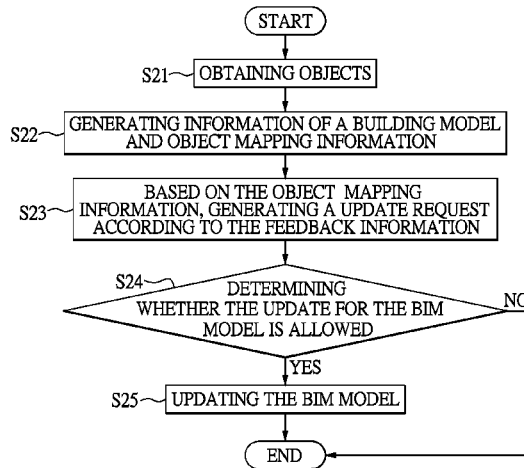 START
S21
OBTAINING OBJECTS
S22
GENERATING INFORMATION OF A BUILDING MODEL
AND OBJECT MAPPING INFORMATION
S23
BASED ON THE OBJECT MAPPING
INFORMATION, GENERATING A UPDATE REQUEST
ACCORDING TO THE FEEDBACK INFORMATION
S24
DETERMINING
WHETHER THE UPDATE FOR THE BIM
MODEL IS ALLOWED
NO
YES
S25
UPDATING THE BIM MODEL
END